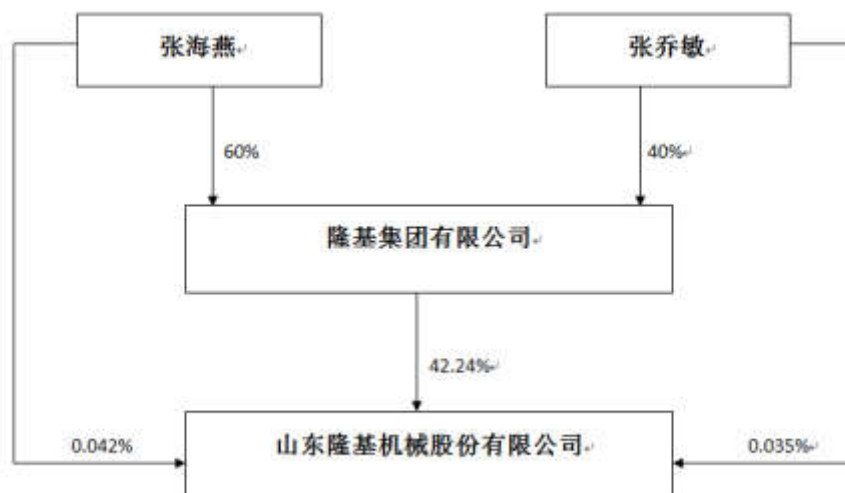 张海燕
张乔敏
60%
40%
隆基集团有限公司
42.24%
0.042%
山东隆基机械股份有限公司
0.035%